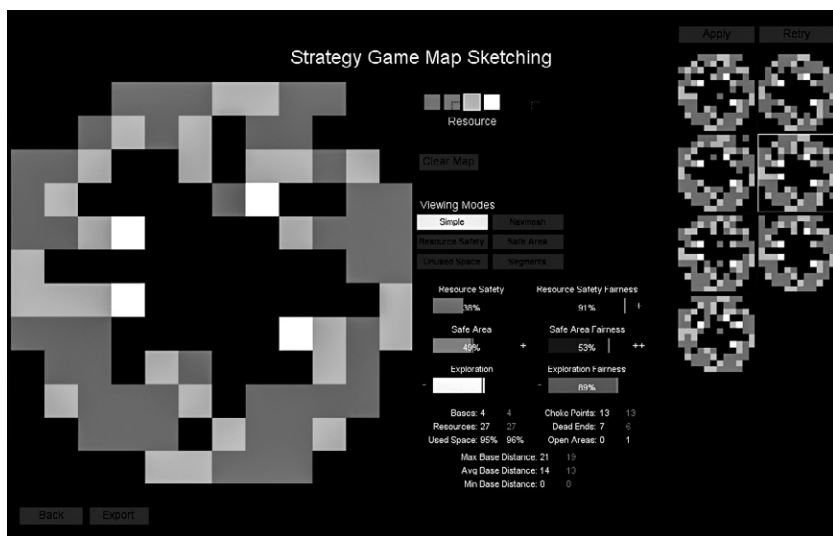 Apply Retry
Strategy Game Map Sketching
Resource
Clear Map
Viewing Modes
Simple Navmesh
Resource Safety Safe Area
Unused Space Segments
Resource Safety Resource Safety Fairness
38% 91% +
Safe Area Safe Area Fairness
49% + 53% ++
Exploration Exploration Fairness
- - 89%
Bases: 4 4 Choke Points: 13 13
Resources: 27 27 Dead Ends: 7 6
Used Space: 95% 96% Open Areas: 0 1
Max Base Distance: 21 19
Avg Base Distance: 14 13
Min Base Distance: 0 0
Back Export